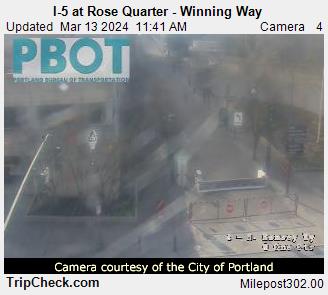 I-5 at Rose Quarter - Winning Way
Updated Mar 13 2024 11:41 AM Camera 4
PBOT
PORTLAND BUREAU OF TRANSPORTATION
Camera courtesy of the City of Portland
TripCheck.com Milepost302.00